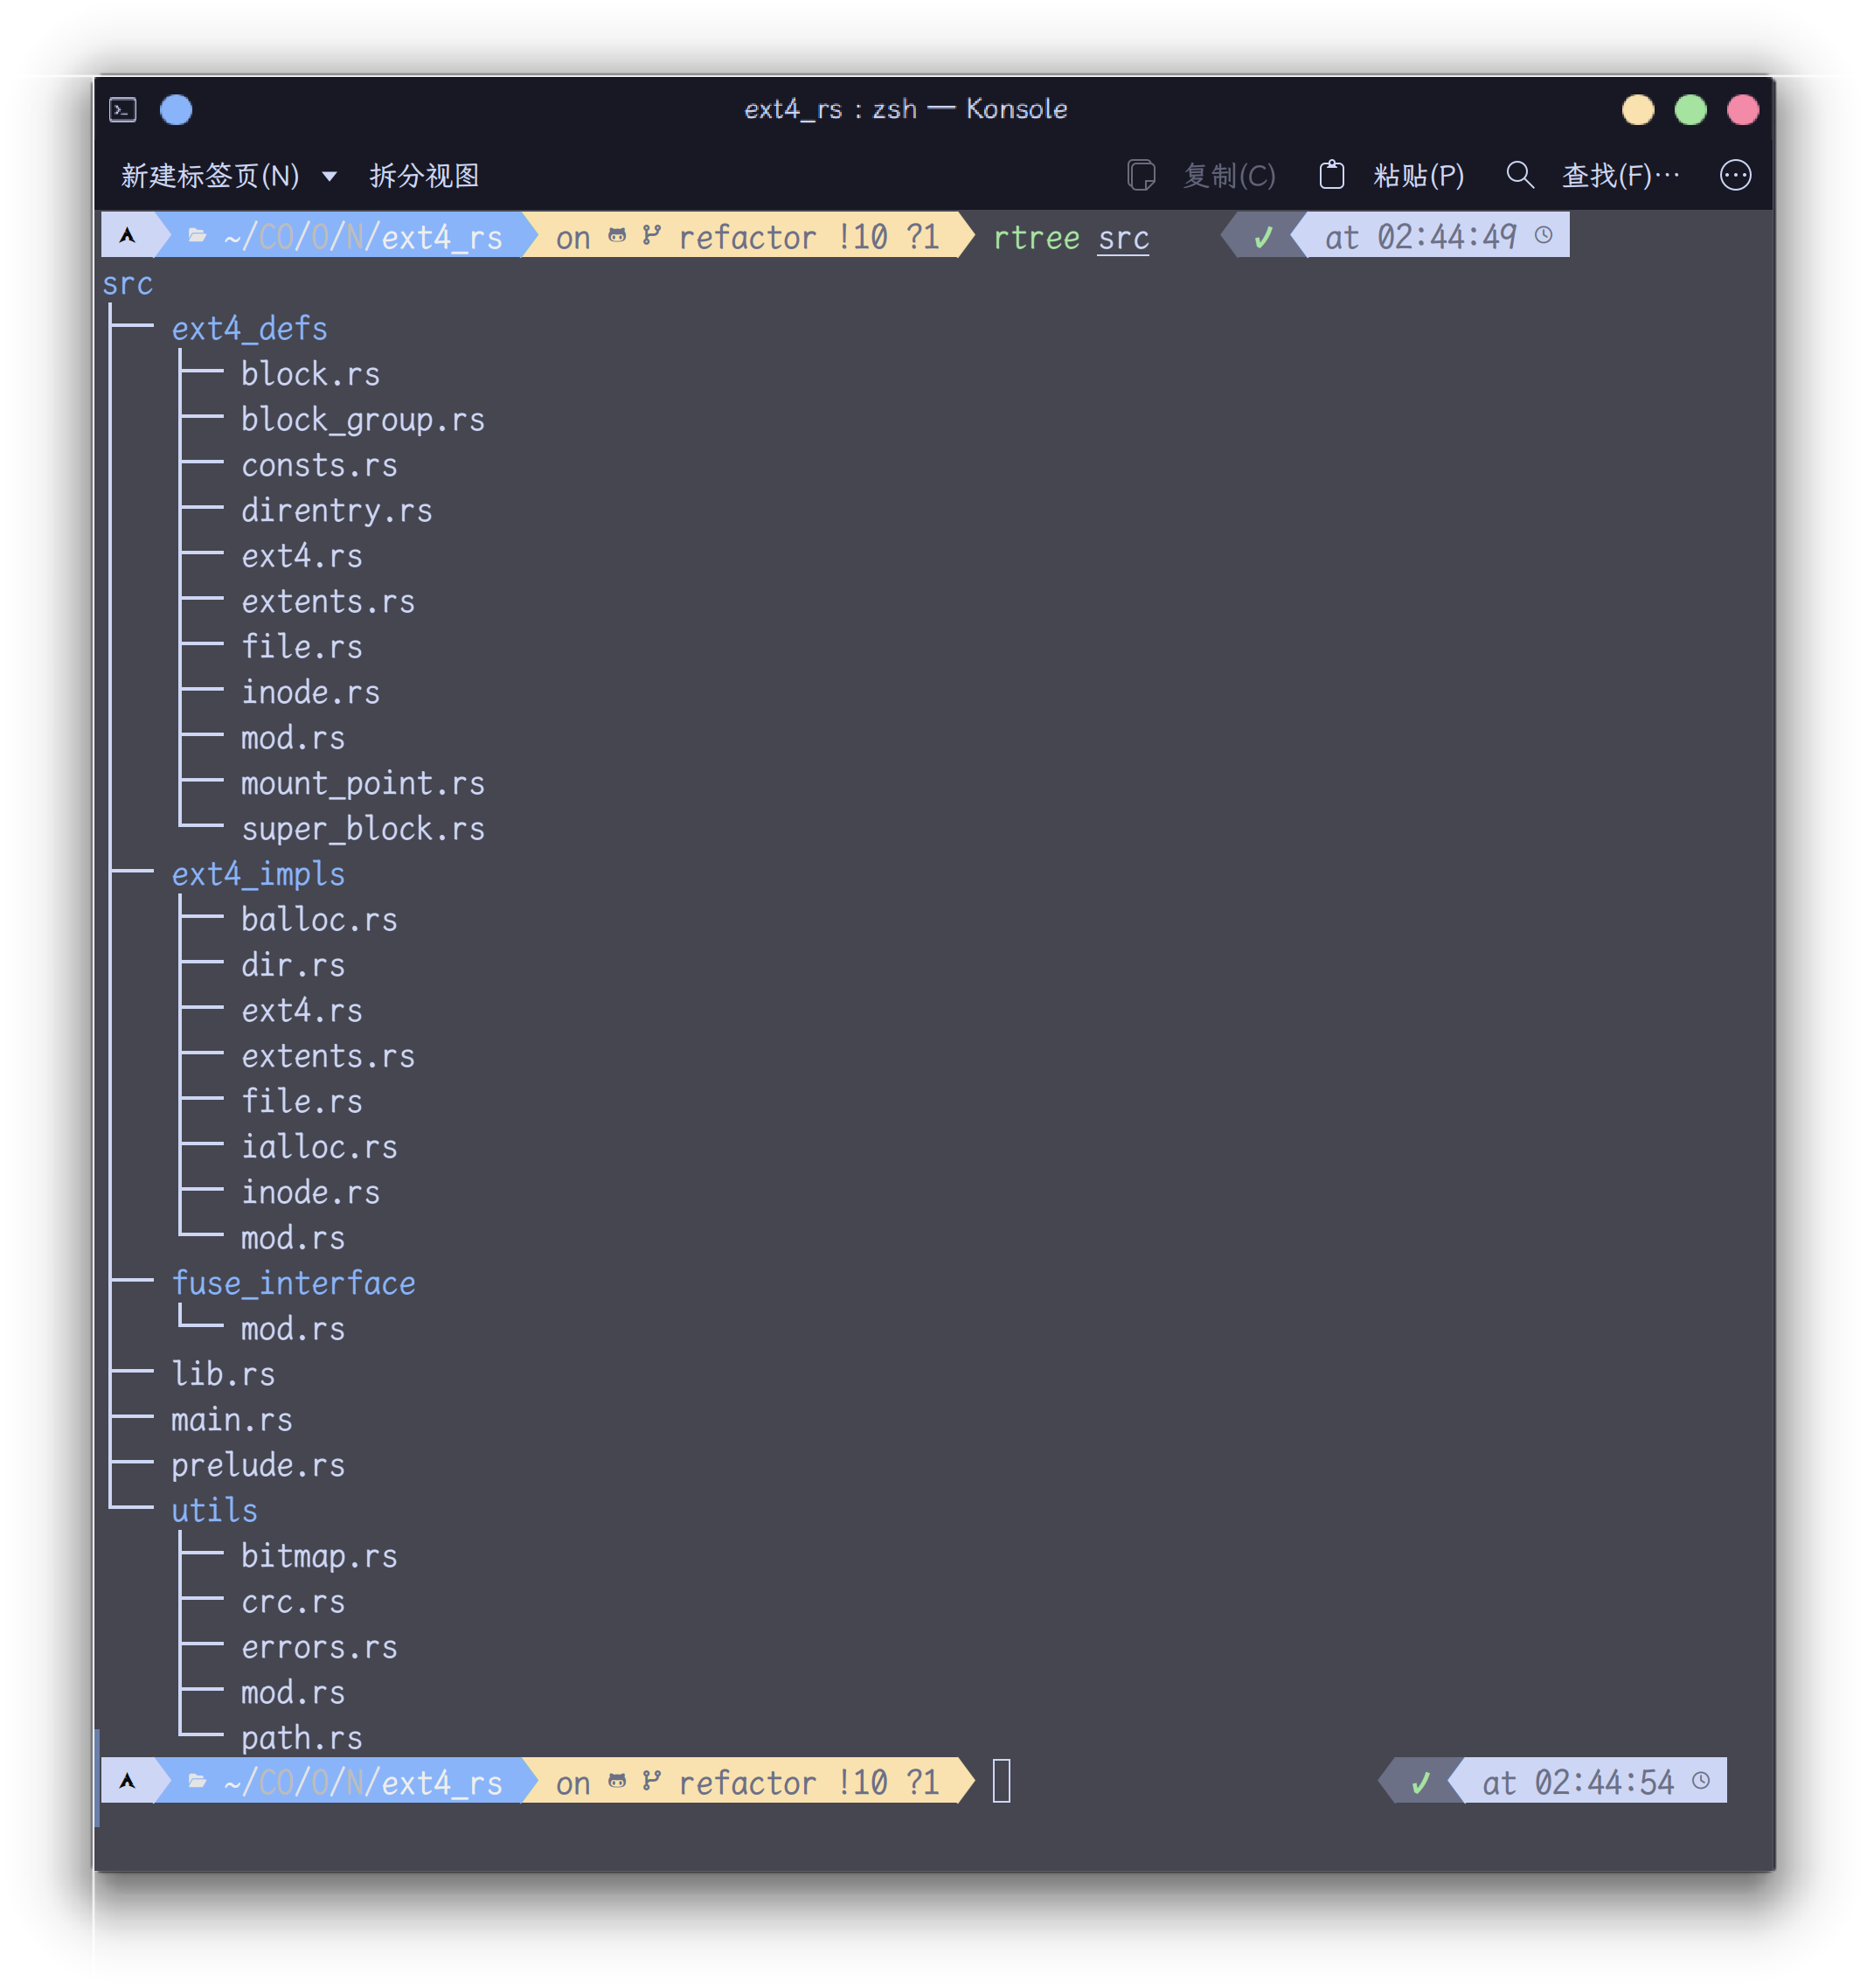 ext4_rs : zsh — Konsole
新建标签页(N) 拆分视图 复制(C) 粘贴(P) 查找(F)…
~/CO/O/N/ext4_rs on refactor !10 ?1 rtree src ✓ at 02:44:49
src
├── ext4_defs
│   ├── block.rs
│   ├── block_group.rs
│   ├── consts.rs
│   ├── direntry.rs
│   ├── ext4.rs
│   ├── extents.rs
│   ├── file.rs
│   ├── inode.rs
│   ├── mod.rs
│   ├── mount_point.rs
│   └── super_block.rs
├── ext4_impls
│   ├── balloc.rs
│   ├── dir.rs
│   ├── ext4.rs
│   ├── extents.rs
│   ├── file.rs
│   ├── ialloc.rs
│   ├── inode.rs
│   └── mod.rs
├── fuse_interface
│   └── mod.rs
├── lib.rs
├── main.rs
├── prelude.rs
└── utils
    ├── bitmap.rs
    ├── crc.rs
    ├── errors.rs
    ├── mod.rs
    └── path.rs
~/CO/O/N/ext4_rs on refactor !10 ?1 ✓ at 02:44:54